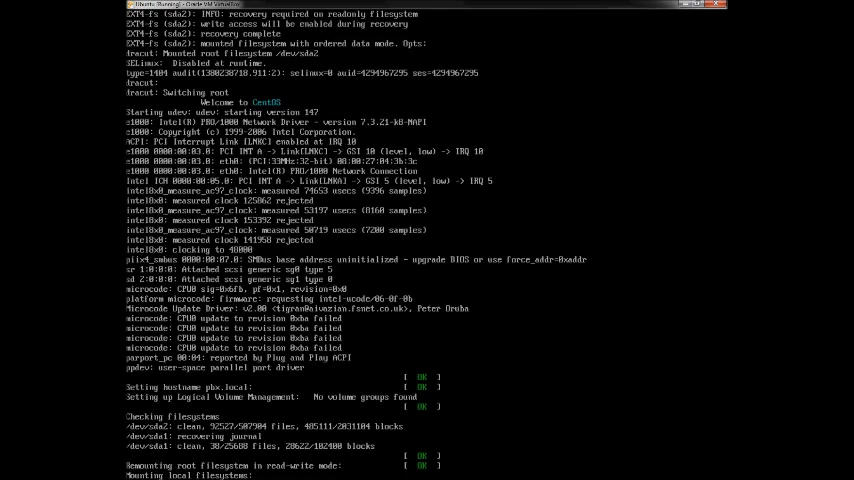 Ubuntu [Running] - Oracle VM VirtualBox
EXT4-fs (sda2): INFO: recovery required on readonly filesystem
EXT4-fs (sda2): write access will be enabled during recovery
EXT4-fs (sda2): recovery complete
EXT4-fs (sda2): mounted filesystem with ordered data mode. Opts:
dracut: Mounted root filesystem /dev/sda2
SELinux:  Disabled at runtime.
type=1404 audit(1380238718.911:2): selinux=0 auid=4294967295 ses=4294967295
dracut:
dracut: Switching root
Welcome to CentOS
Starting udev: udev: starting version 147
e1000: Intel(R) PRO/1000 Network Driver - version 7.3.21-k8-NAPI
e1000: Copyright (c) 1999-2006 Intel Corporation.
ACPI: PCI Interrupt Link [LNKC] enabled at IRQ 10
e1000 0000:00:03.0: PCI INT A -> Link[LNKC] -> GSI 10 (level, low) -> IRQ 10
e1000 0000:00:03.0: eth0: (PCI:33MHz:32-bit) 08:00:27:04:3b:3c
e1000 0000:00:03.0: eth0: Intel(R) PRO/1000 Network Connection
Intel ICH 0000:00:05.0: PCI INT A -> Link[LNKA] -> GSI 5 (level, low) -> IRQ 5
intel8x0_measure_ac97_clock: measured 74653 usecs (9396 samples)
intel8x0: measured clock 125862 rejected
intel8x0_measure_ac97_clock: measured 53197 usecs (8160 samples)
intel8x0: measured clock 153392 rejected
intel8x0_measure_ac97_clock: measured 50719 usecs (7200 samples)
intel8x0: measured clock 141958 rejected
intel8x0: clocking to 48000
piix4_smbus 0000:00:07.0: SMBus base address uninitialized - upgrade BIOS or use force_addr=0xaddr
sr 1:0:0:0: Attached scsi generic sg0 type 5
sd 2:0:0:0: Attached scsi generic sg1 type 0
microcode: CPU0 sig=0x6fb, pf=0x1, revision=0x0
platform microcode: firmware: requesting intel-ucode/06-0f-0b
Microcode Update Driver: v2.00 <tigran@aivazian.fsnet.co.uk>, Peter Oruba
microcode: CPU0 update to revision 0xba failed
microcode: CPU0 update to revision 0xba failed
microcode: CPU0 update to revision 0xba failed
parport_pc 00:04: reported by Plug and Play ACPI
ppdev: user-space parallel port driver
[  OK  ]
Setting hostname pbx.local:  [  OK  ]
Setting up Logical Volume Management:   No volume groups found
[  OK  ]
Checking filesystems
/dev/sda2: clean, 92527/507904 files, 485111/2031104 blocks
/dev/sda1: recovering journal
/dev/sda1: clean, 38/25688 files, 28622/102400 blocks
[  OK  ]
Remounting root filesystem in read-write mode:  [  OK  ]
Mounting local filesystems: